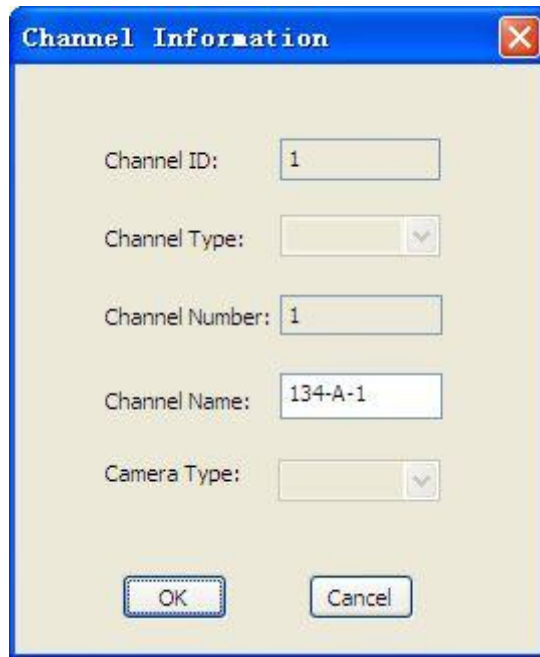 Channel Information
Channel ID: 1
Channel Type:
Channel Number: 1
Channel Name: 134-A-1
Camera Type:
OK Cancel